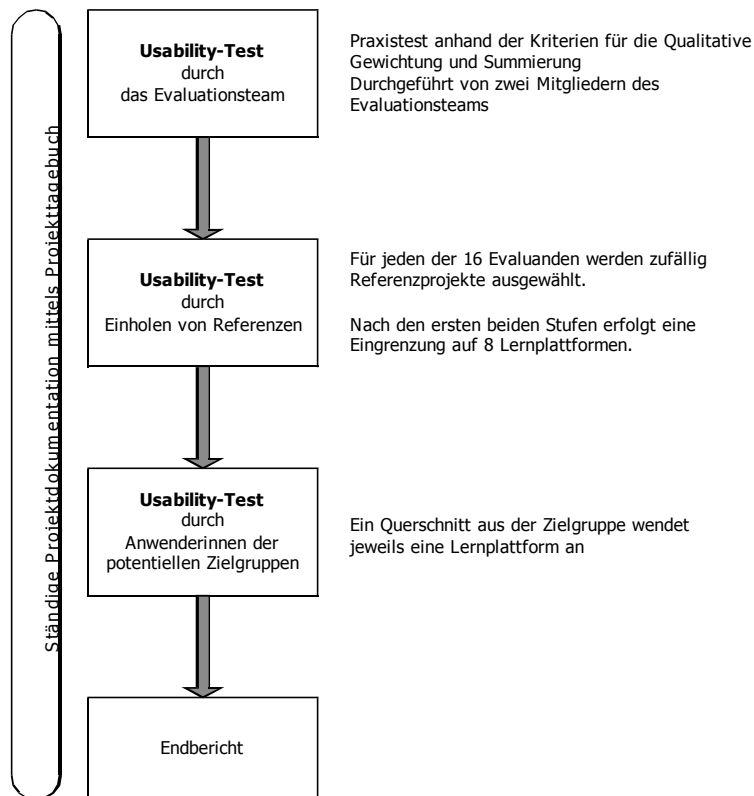 Ständige Projektdokumentation mittels Projekttagebuch
Usability-Test
durch
das Evaluationsteam
Praxistest anhand der Kriterien für die Qualitative
Gewichtung und Summierung
Durchgeführt von zwei Mitgliedern des
Evaluationsteams
Usability-Test
durch
Einholen von Referenzen
Für jeden der 16 Evaluanden werden zufällig
Referenzprojekte ausgewählt.
Nach den ersten beiden Stufen erfolgt eine
Eingrenzung auf 8 Lernplattformen.
Usability-Test
durch
Anwenderinnen der
potentiellen Zielgruppen
Ein Querschnitt aus der Zielgruppe wendet
jeweils eine Lernplattform an
Endbericht